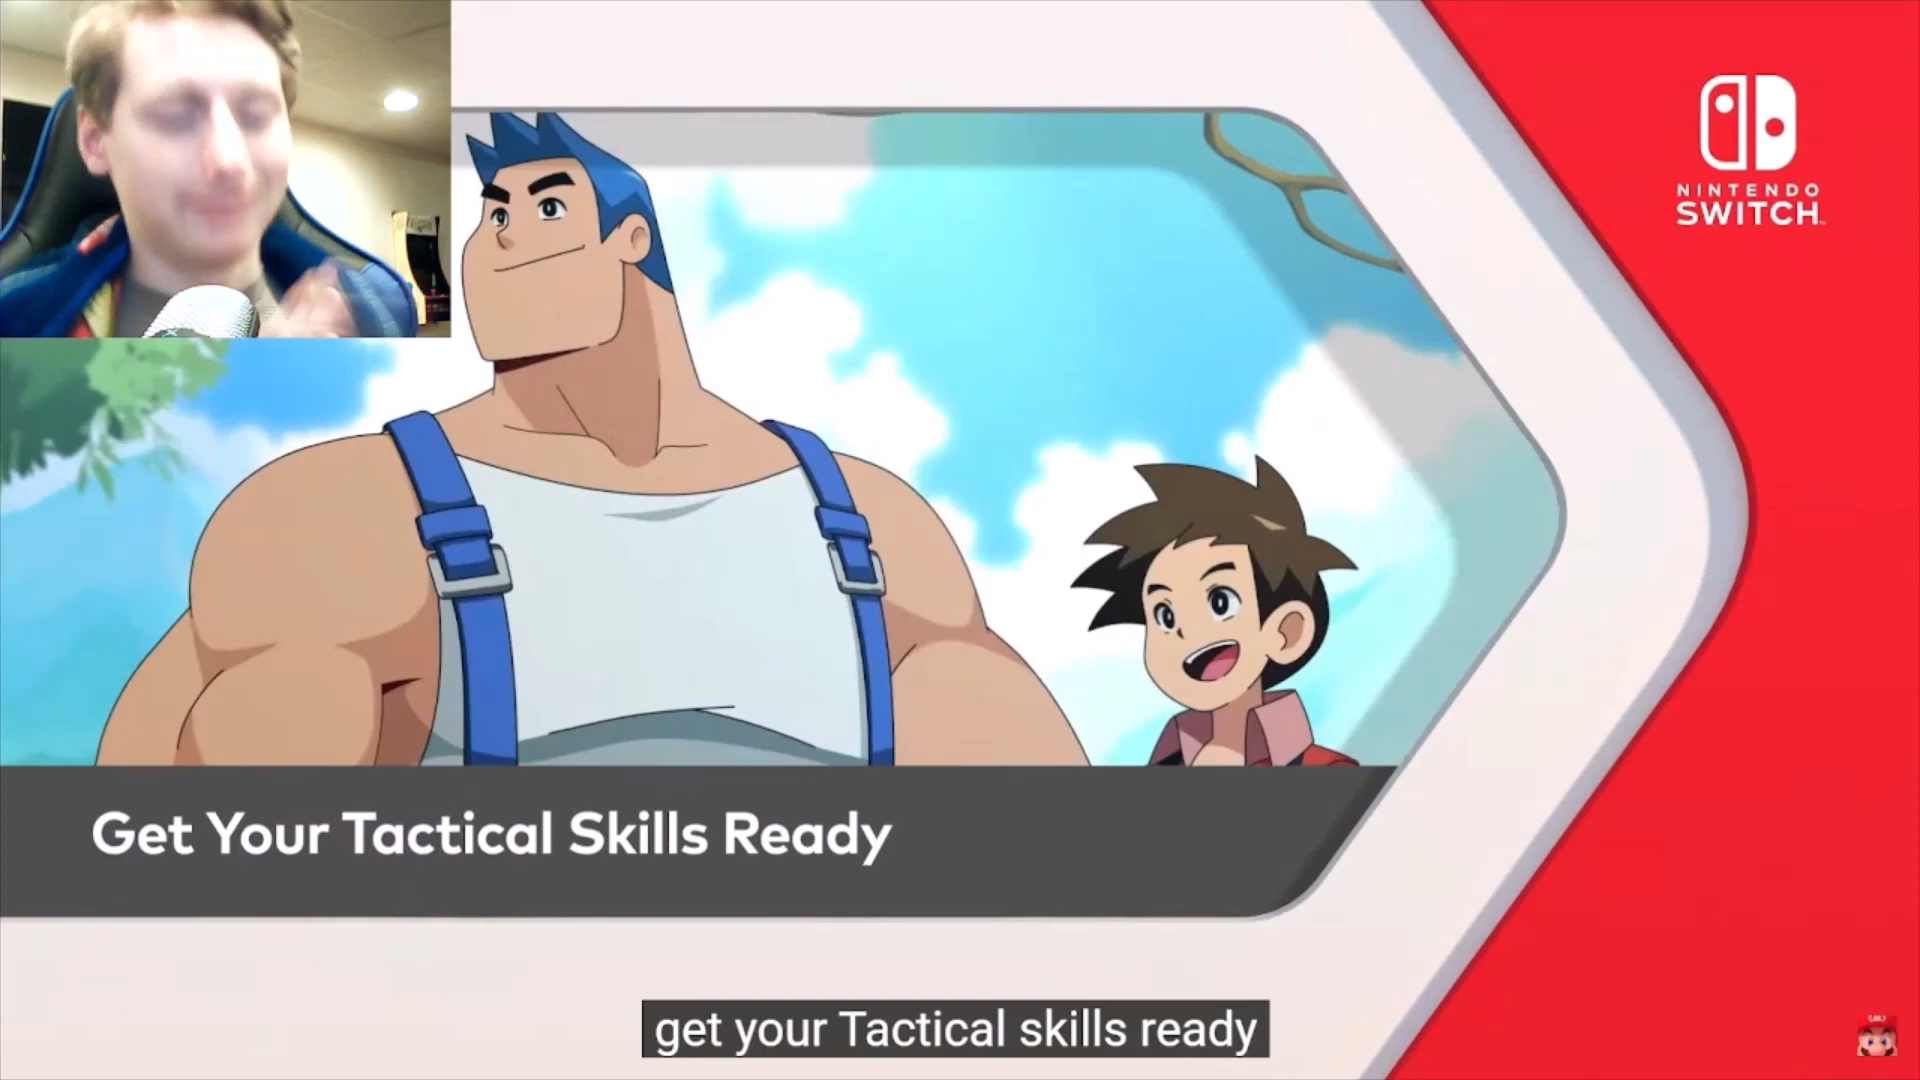 NINTENDO
SWITCH
Get Your Tactical Skills Ready
get your Tactical skills ready